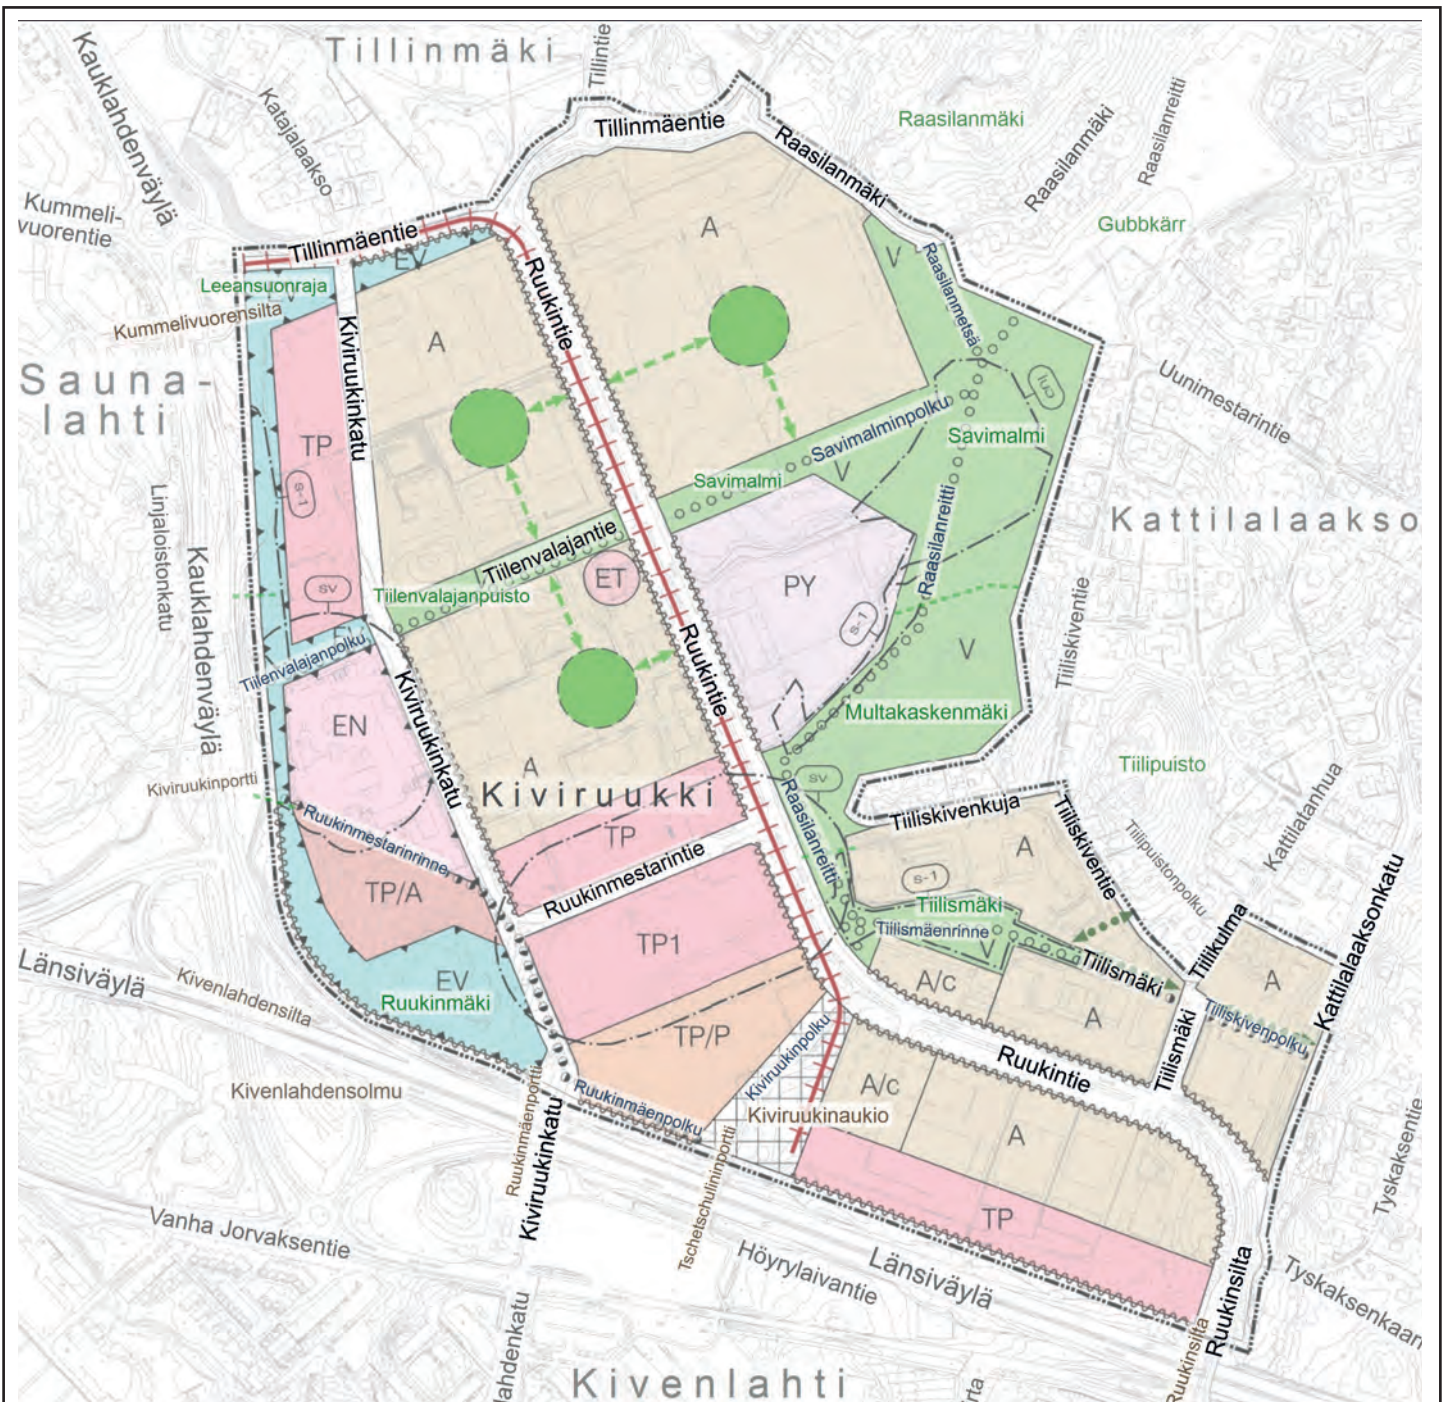 Tillinmäki
Tillintie
Kauklahdenväylä
Katajalaakso
Tillinmäentie
Raasilanmäki
Raasilanmäki
Raasilanmäki
Raasilanreitti
Kummeli-
vuorentie
Gubbkärr
Tillinmäentie
EV
A
V
Raasilanmetsä
Leeansuonraja
Ruukintie
Kummelivuorensilta
Kiviruukinkatu
A
Sauna-
lahti
luo
Uunimestarintie
TP
Savimalminpolku
Savimalmi
V
Savimalmi
s-1
Linjaloistonkatu
Kauklahdenväylä
Raasilanreitti
Kattilalaakso
Tiilenvalajantie
ET
PY
sv
Tiilenvalajanpuisto
s-1
Tiiliskiventie
EV
Tiilenvalajanpolku
Ruukintie
V
EN
Kiviruukinkatu
Multakaskenmäki
Kiviruukinportti
A
Kiviruukki
sv
Tiilipuisto
Ruukinmestarinrinne
TP
Raasilanreitti
Tiiliskivenkuja
Tiiliskiventie
A
Tiilipuistonpolku
Kattilatanhua
Ruukinmestarintie
s-1
TP/A
Tiilismäki
Tiilismäenrinne
V
Tiilikulma
Kattilalaaksonkatu
TP1
Länsiväylä
Kivenlahdensilta
EV
Ruukinmäki
A/c
Tiilismäki
A
A
Tiiliskivenpolku
TP/P
Kiviruukinpolku
Ruukintie
Tiilismäki
Kivenlahdensolmu
Ruukinmäenportti
Kiviruukinkatu
Ruukinmäenpolku
A/c
Kiviruukinaukio
A
Tschetschulininportti
Tyskaksentie
Vanha Jorvaksentie
TP
Höyrylaivantie
Länsiväylä
Ruukinsilta
Tyskaksenkaari
Ruukinsilta
Kivenlahti